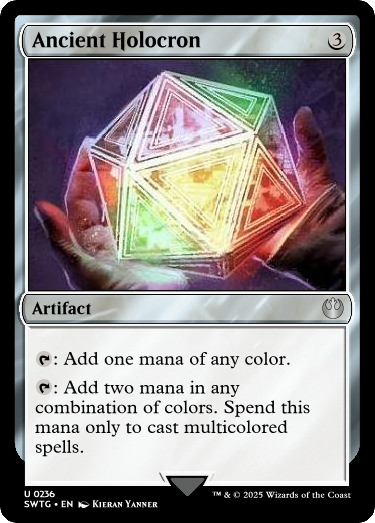 Ancient Holocron 3
Artifact
: Add one mana of any color.
: Add two mana in any
combination of colors. Spend this
mana only to cast multicolored
spells.
U 0236
SWTG • EN Kieran Yanner ™ & © 2025 Wizards of the Coast